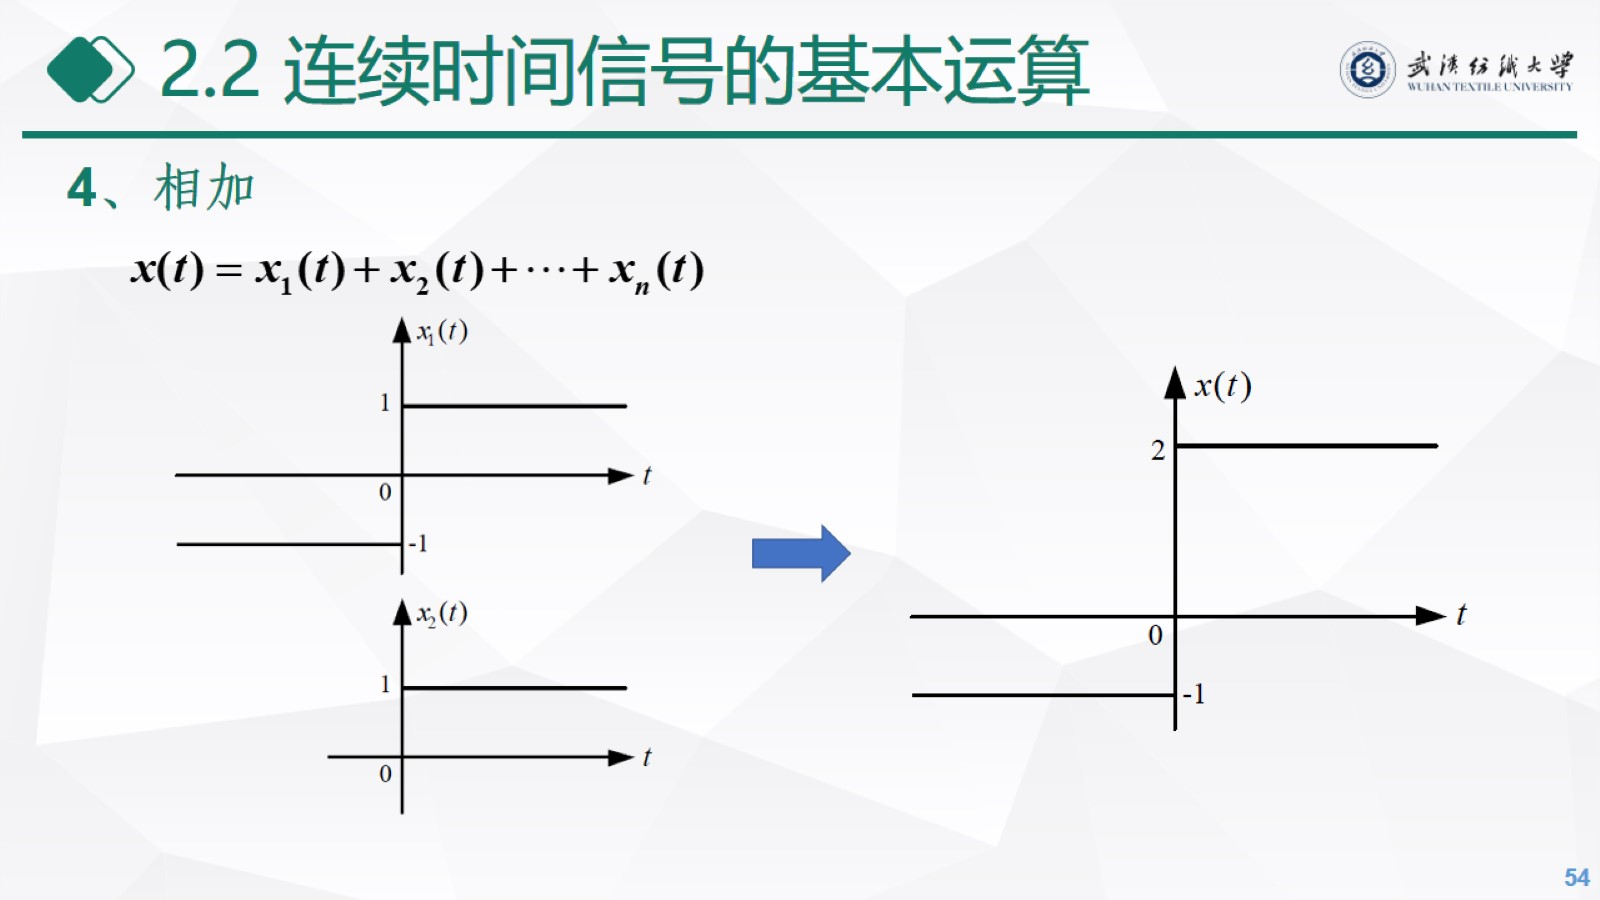 2.2 连续时间信号的基本运算
武汉纺织大学
WUHAN TEXTILE UNIVERSITY
4、相加
x(t) = x₁(t) + x₂(t) + ⋯ + xₙ(t)
x₁(t)
1
t
0
-1
x₂(t)
1
t
0
x(t)
2
t
0
-1
54